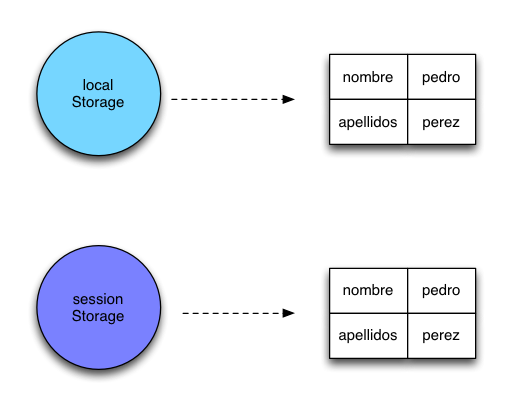 local
Storage
nombre pedro
apellidos perez
session
Storage
nombre pedro
apellidos perez